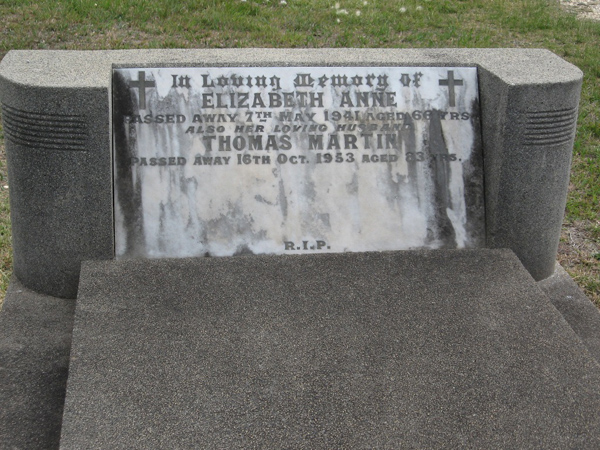 In Loving Memory of
ELIZABETH ANNE
PASSED AWAY 7TH MAY 1941 AGED 66 YRS.
ALSO HER LOVING HUSBAND
THOMAS MARTIN
PASSED AWAY 16TH OCT. 1953 AGED 83 YRS.
R.I.P.